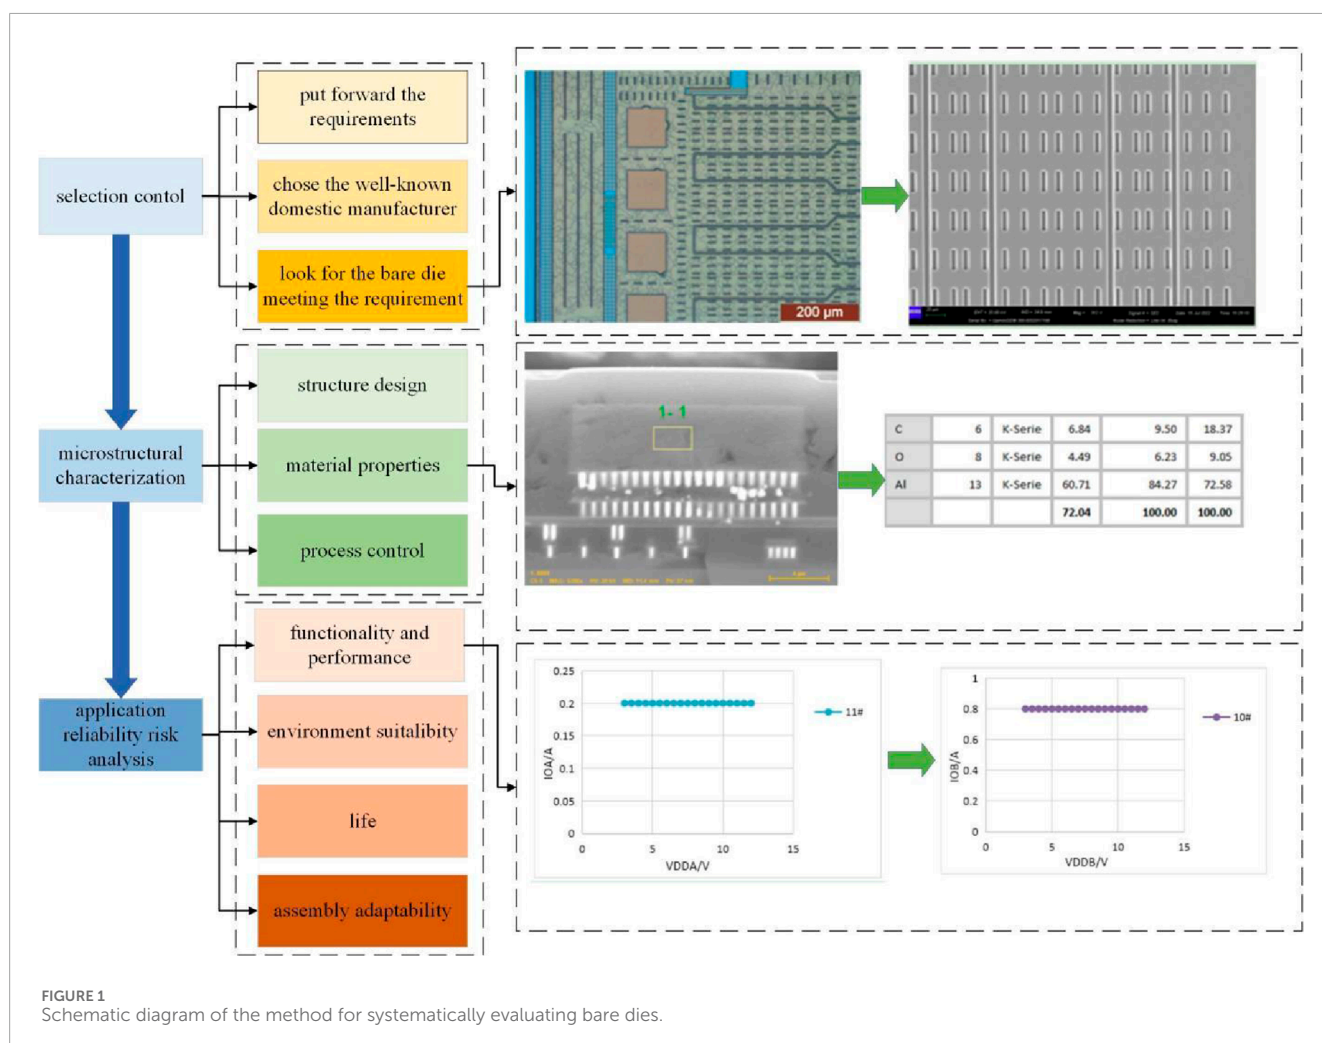 put forward the
requirements
selection contol
chose the well-known
domestic manufacturer
look for the bare die
meeting the requirement
200 µm
structure design
microstructural
characterization
material properties
process control
1-1
C 6 K-Serie 6.84 9.50 18.37
O 8 K-Serie 4.49 6.23 9.05
Al 13 K-Serie 60.71 84.27 72.58
72.04 100.00 100.00
application
reliability risk
analysis
functionality and
performance
environment suitalibity
life
assembly adaptability
0.25
0.2
0.15
0.1
0.05
0
IOA/A
0 5 10 15
VDDA/V
11#
1
0.8
0.6
0.4
0.2
0
IOB/A
0 5 10 15
VDDB/V
10#
FIGURE 1
Schematic diagram of the method for systematically evaluating bare dies.